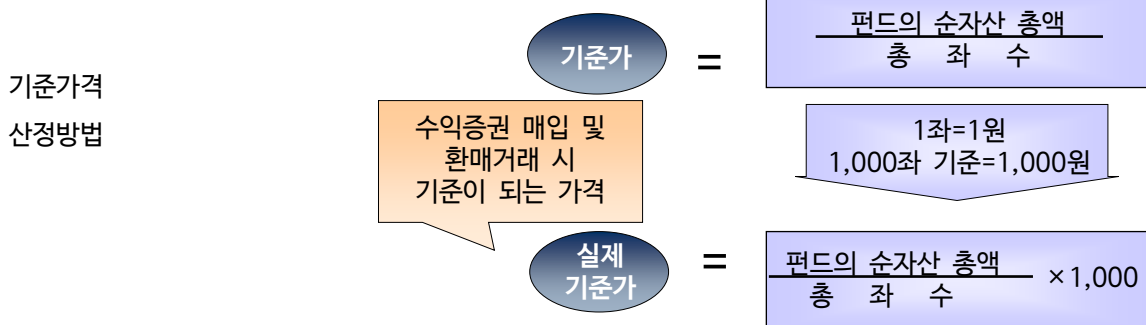 기준가격
산정방법
기준가
=
펀드의 순자산 총액
총 좌 수
수익증권 매입 및
환매거래 시
기준이 되는 가격
1좌=1원
1,000좌 기준=1,000원
실제
기준가
=
펀드의 순자산 총액
총 좌 수
×1,000